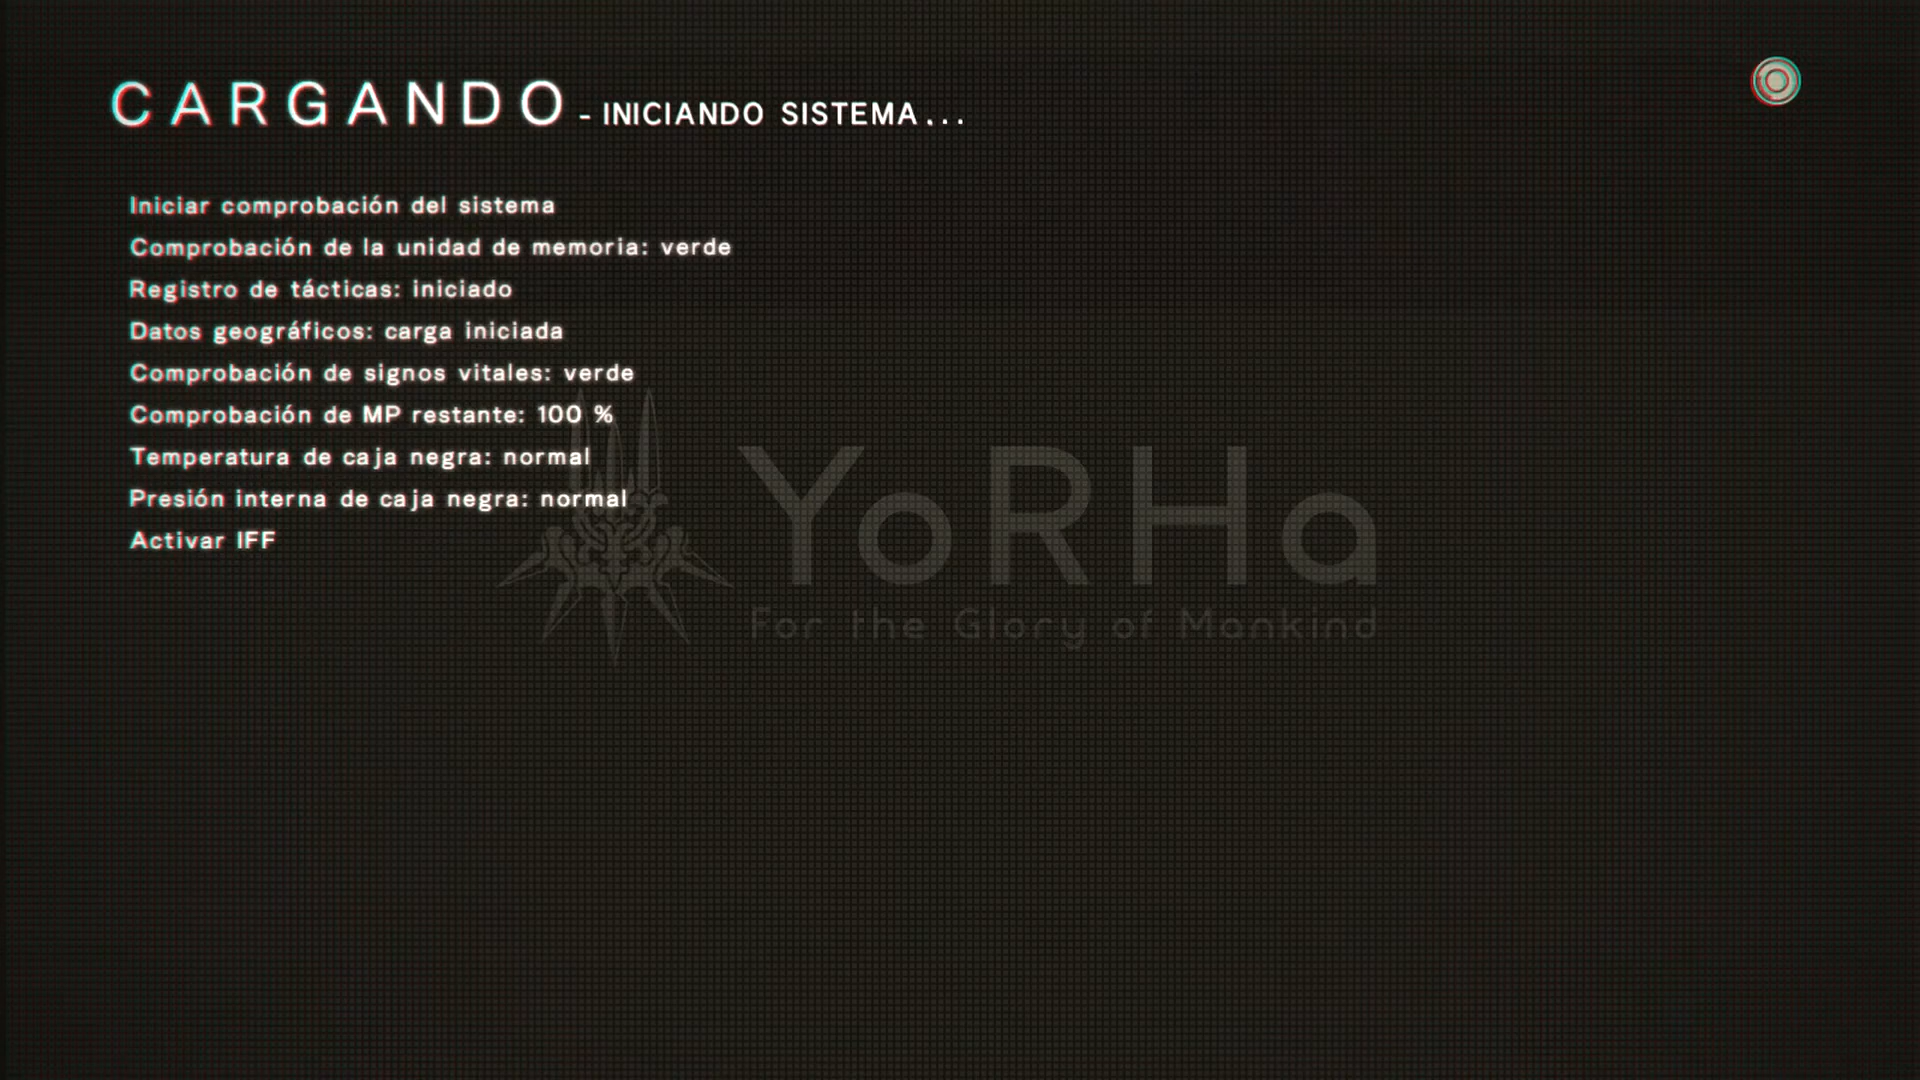 CARGANDO - INICIANDO SISTEMA...
Iniciar comprobación del sistema
Comprobación de la unidad de memoria: verde
Registro de tácticas: iniciado
Datos geográficos: carga iniciada
Comprobación de signos vitales: verde
Comprobación de MP restante: 100 %
Temperatura de caja negra: normal
Presión interna de caja negra: normal
Activar IFF
YoRHa
For the Glory of Mankind